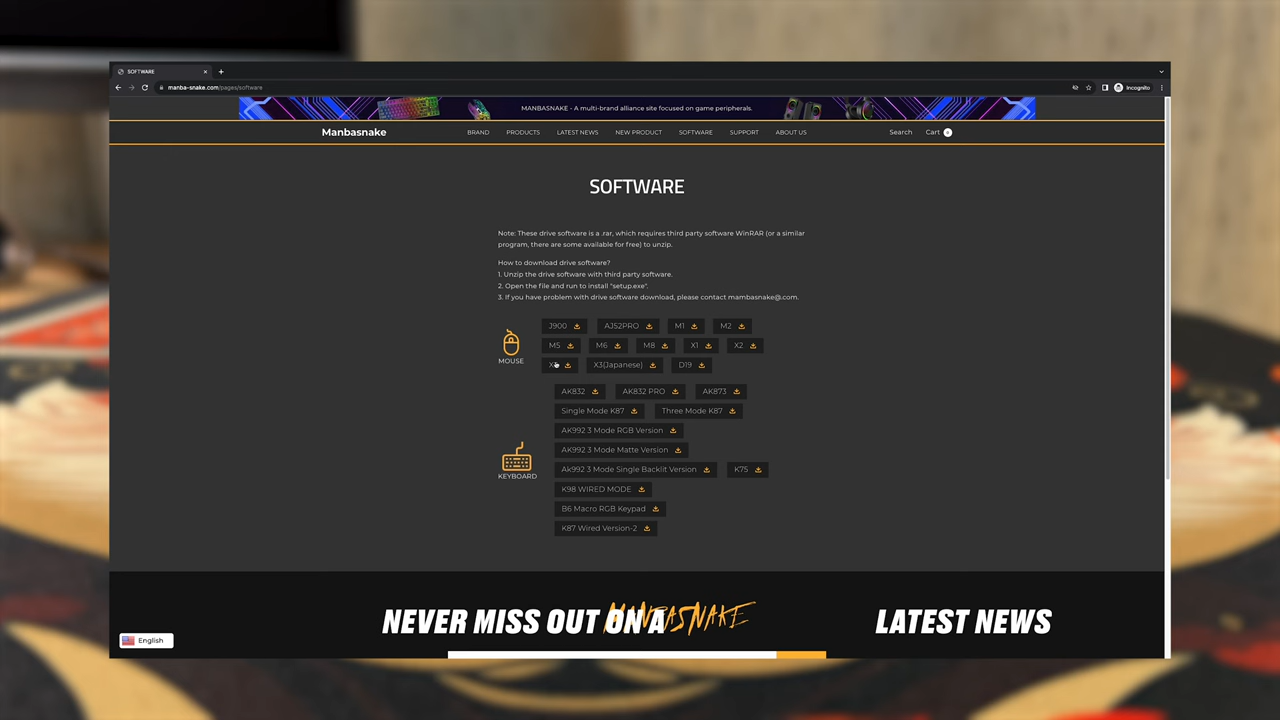 SOFTWARE
manba-snake.com/pages/software
Incognito
MANBASNAKE - A multi-brand alliance site focused on game peripherals.
Manbasnake BRAND PRODUCTS LATEST NEWS NEW PRODUCT SOFTWARE SUPPORT ABOUT US Search Cart 0
SOFTWARE
Note: These drive software is a .rar, which requires third party software WinRAR (or a similar
program, there are some available for free) to unzip.
How to download drive software?
1. Unzip the drive software with third party software.
2. Open the file and run to install "setup.exe".
3. If you have problem with drive software download, please contact mambasnake@.com.
MOUSE
J900 AJ52PRO M1 M2
M5 M6 M8 X1 X2
X3(Japanese) D19
KEYBOARD
AK832 AK832 PRO AK873
Single Mode K87 Three Mode K87
AK992 3 Mode RGB Version
AK992 3 Mode Matte Version
Ak992 3 Mode Single Backlit Version K75
K98 WIRED MODE
B6 Macro RGB Keypad
K87 Wired Version-2
NEVER MISS OUT ON A MANBASNAKE LATEST NEWS
English